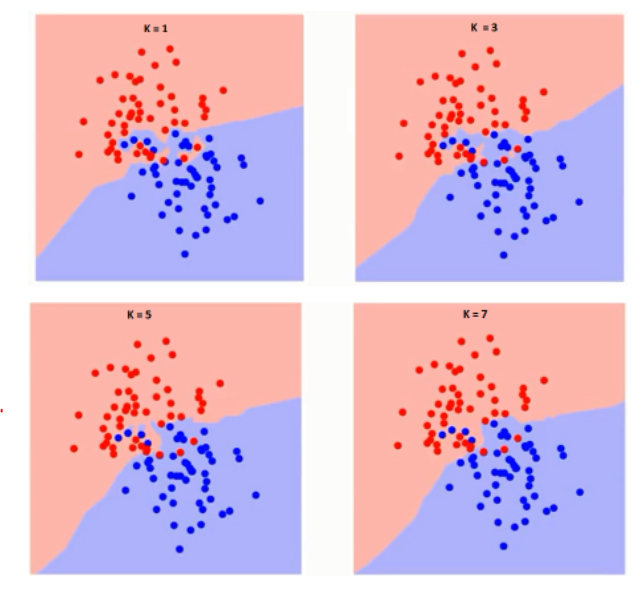 K = 1
K = 3
K = 5
K = 7